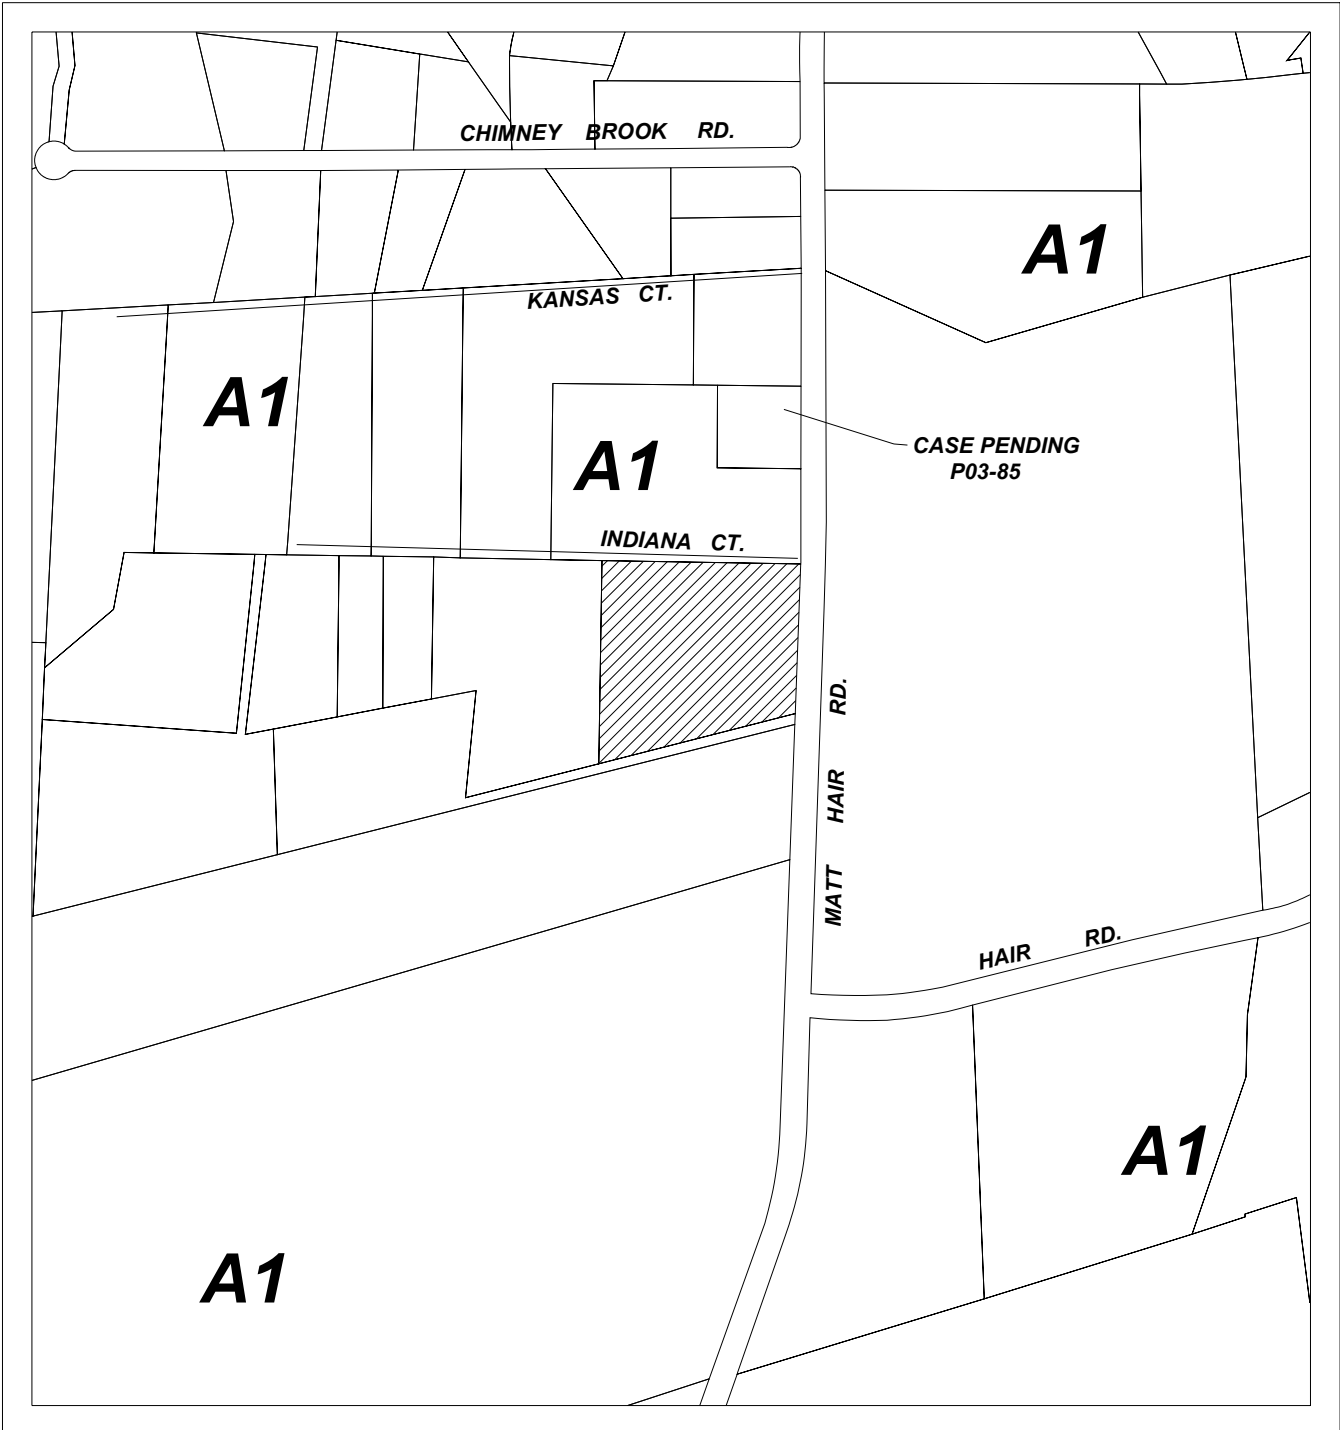 CHIMNEY BROOK RD.
A1
KANSAS CT.
A1
A1
CASE PENDING
P03-85
INDIANA CT.
MATT HAIR RD.
HAIR RD.
A1
A1